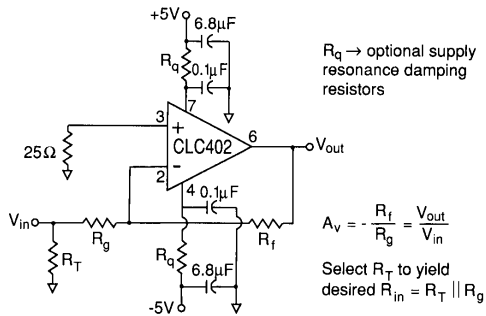 +5V
6.8µF
Rq
0.1µF
Rq → optional supply
resonance damping
resistors
7
3
+
CLC402
6
Vout
25Ω
-
2
4
0.1µF
Vin
Rg
Rf
Av = - Rf/Rg = Vout/Vin
RT
Rq
6.8µF
-5V
Select RT to yield
desired Rin = RT||Rg